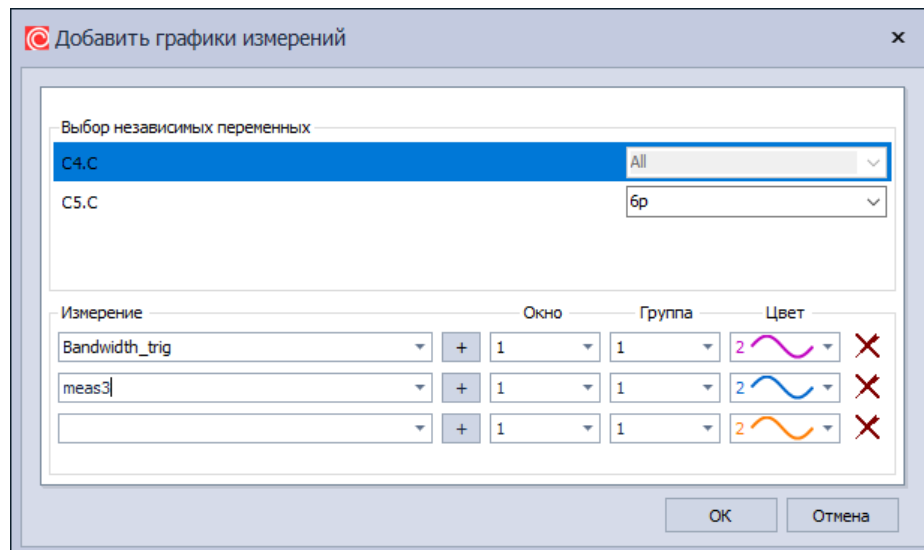 Добавить графики измерений
Выбор независимых переменных
C4.C All
C5.C 6p
Измерение Окно Группа Цвет
Bandwidth_trig + 1 1 2
meas3 + 1 1 2
+ 1 1 2
ОК Отмена